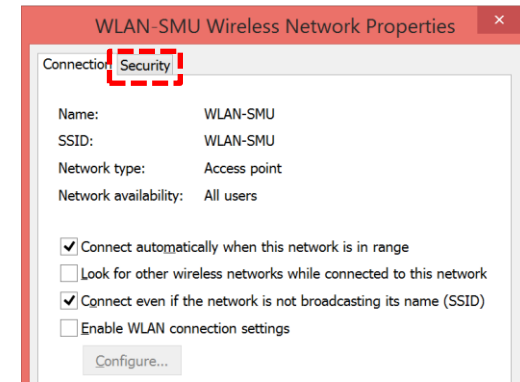 WLAN-SMU Wireless Network Properties
Connection Security
Name: WLAN-SMU
SSID: WLAN-SMU
Network type: Access point
Network availability: All users
Connect automatically when this network is in range
Look for other wireless networks while connected to this network
Connect even if the network is not broadcasting its name (SSID)
Enable WLAN connection settings
Configure...